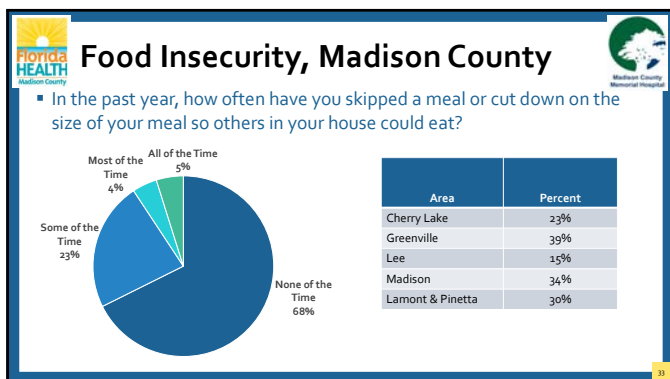 Florida
HEALTH
Madison County
Food Insecurity, Madison County
Madison County
Memorial Hospital
▪ In the past year, how often have you skipped a meal or cut down on the
size of your meal so others in your house could eat?
All of the Time
5%
Most of the
Time
4%
Some of the
Time
23%
None of the
Time
68%
Area Percent
Cherry Lake 23%
Greenville 39%
Lee 15%
Madison 34%
Lamont & Pinetta 30%
33